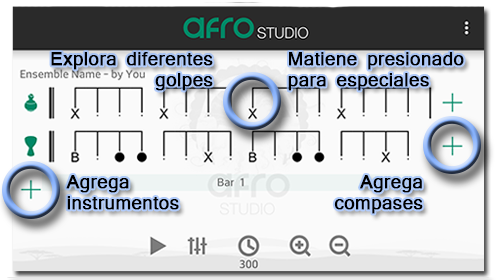 afro STUDIO
Explora diferentes golpes
Matiene presionado para especiales
Ensemble Name - by You
X X X X
B X B X
Agrega instrumentos
Bar 1
Agrega compases
afro STUDIO
300